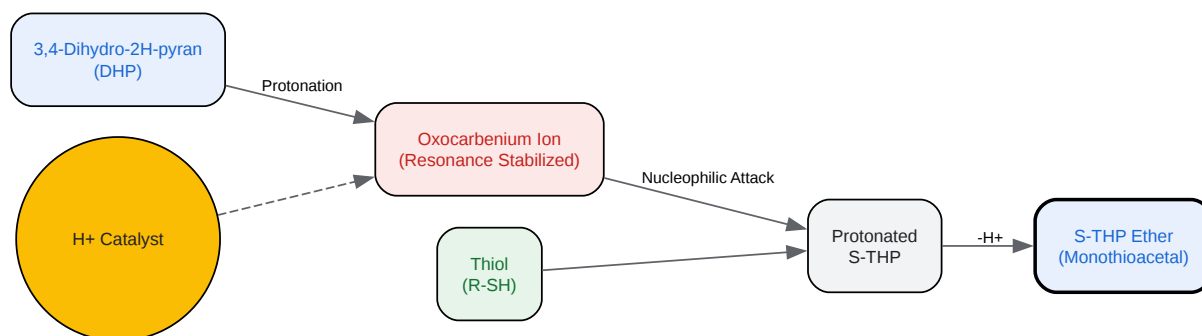 3,4-Dihydro-2H-pyran
(DHP)
Protonation
H+ Catalyst
Oxocarbenium Ion
(Resonance Stabilized)
Nucleophilic Attack
Thiol
(R-SH)
Protonated
S-THP
-H+
S-THP Ether
(Monothioacetal)